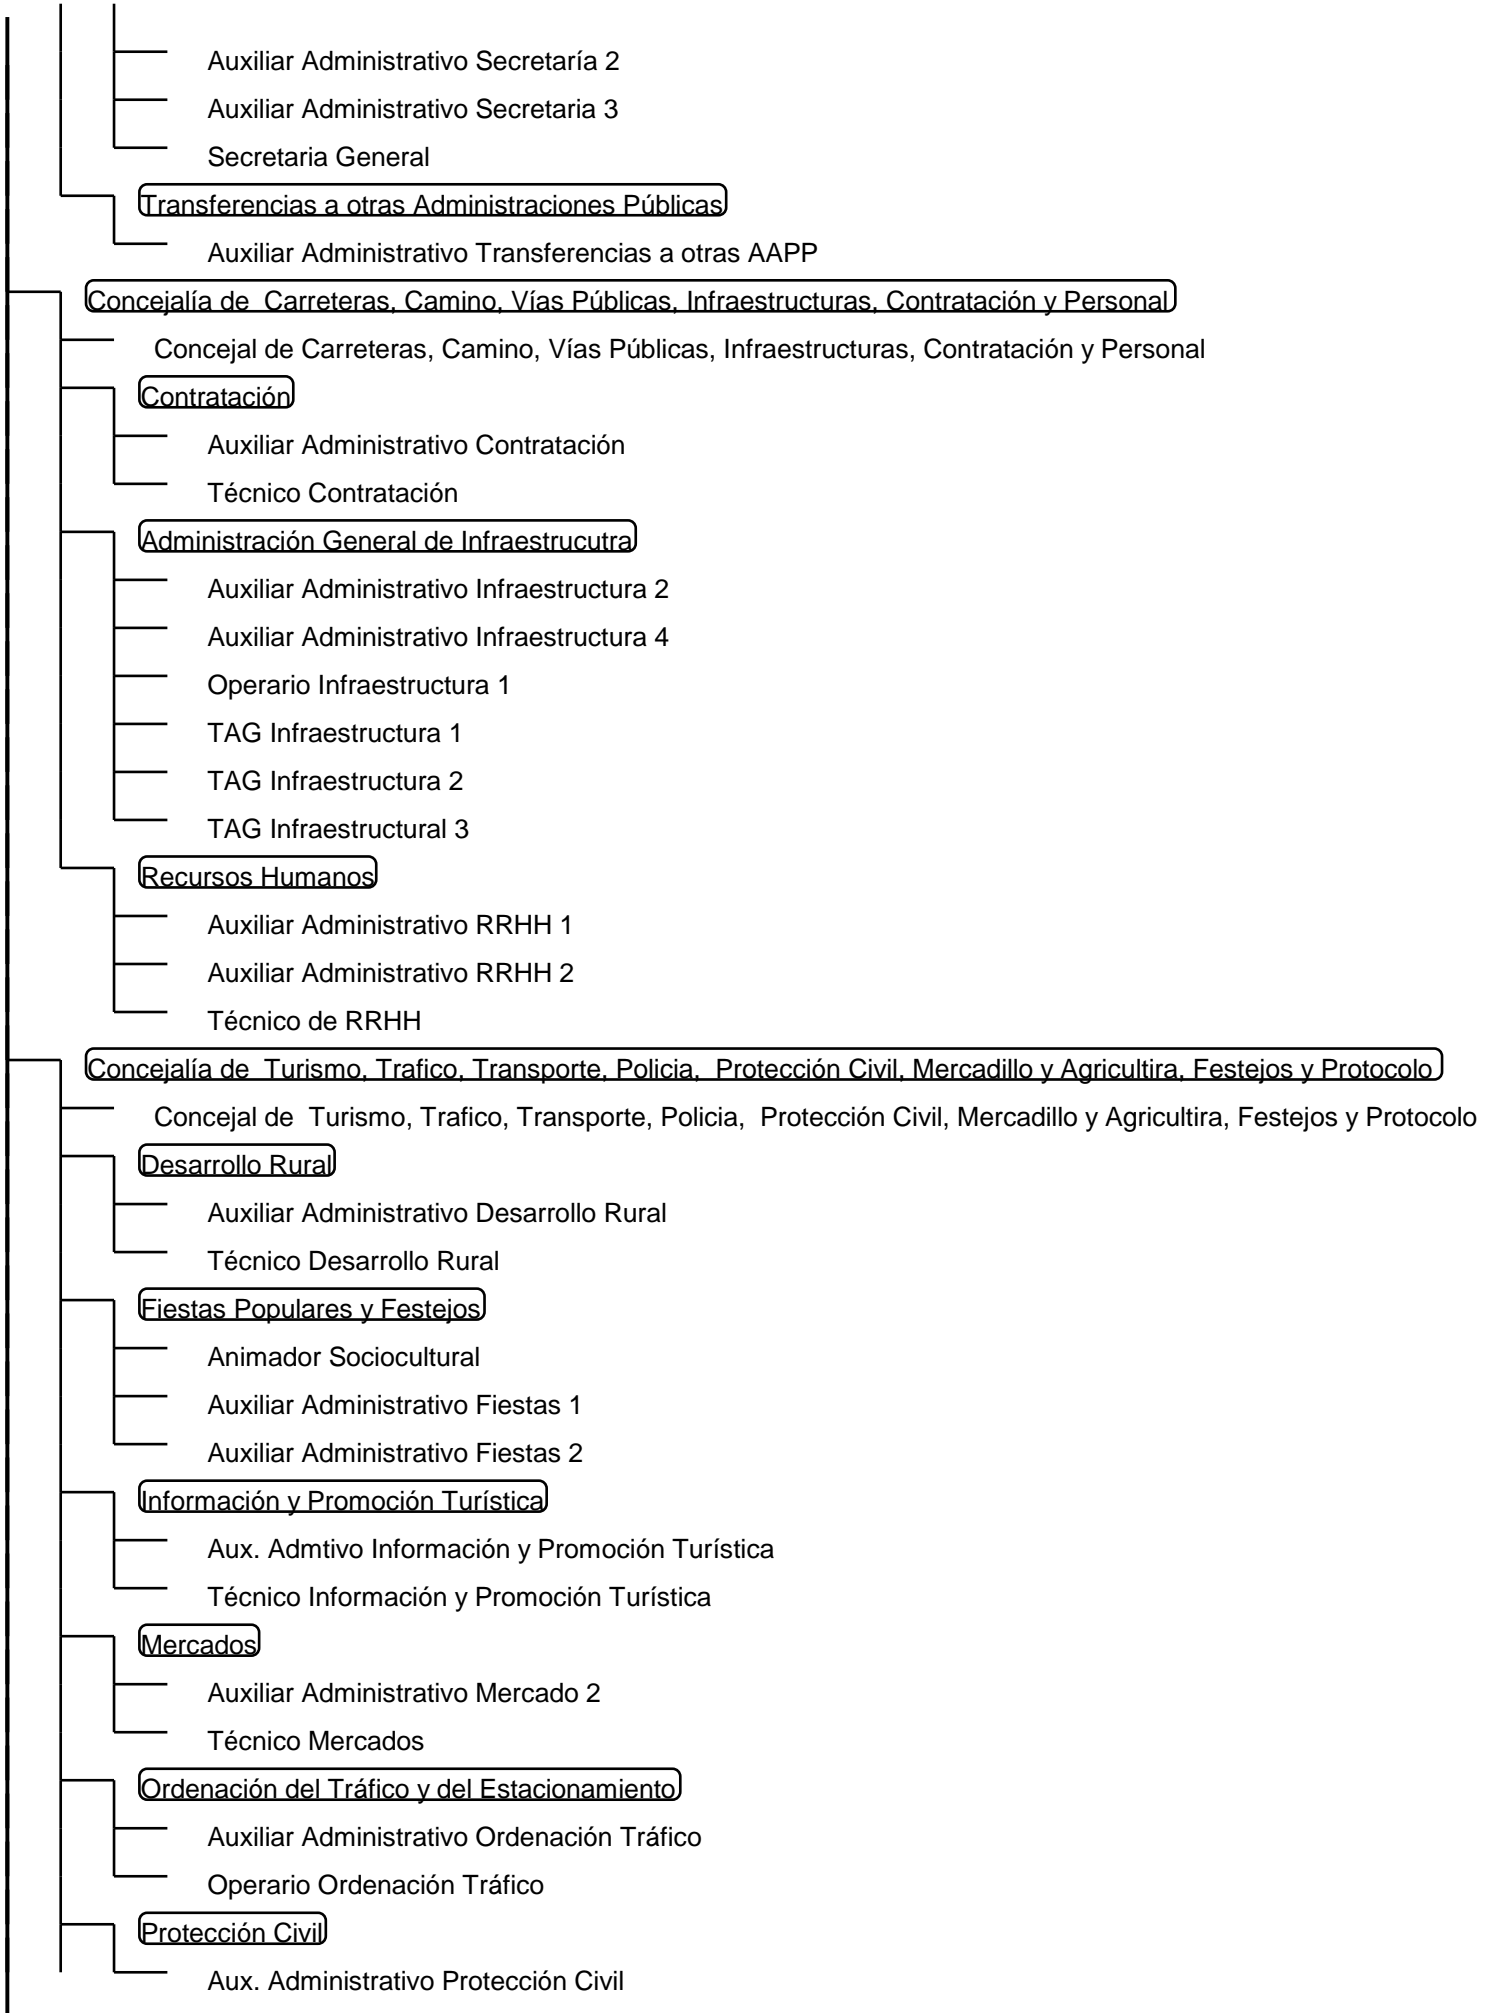 Auxiliar Administrativo Secretaría 2
Auxiliar Administrativo Secretaria 3
Secretaria General
Transferencias a otras Administraciones Públicas
Auxiliar Administrativo Transferencias a otras AAPP
Concejalía de  Carreteras, Camino, Vías Públicas, Infraestructuras, Contratación y Personal
Concejal de Carreteras, Camino, Vías Públicas, Infraestructuras, Contratación y Personal
Contratación
Auxiliar Administrativo Contratación
Técnico Contratación
Administración General de Infraestrucutra
Auxiliar Administrativo Infraestructura 2
Auxiliar Administrativo Infraestructura 4
Operario Infraestructura 1
TAG Infraestructura 1
TAG Infraestructura 2
TAG Infraestructural 3
Recursos Humanos
Auxiliar Administrativo RRHH 1
Auxiliar Administrativo RRHH 2
Técnico de RRHH
Concejalía de  Turismo, Trafico, Transporte, Policia,  Protección Civil, Mercadillo y Agricultira, Festejos y Protocolo
Concejal de  Turismo, Trafico, Transporte, Policia,  Protección Civil, Mercadillo y Agricultira, Festejos y Protocolo
Desarrollo Rural
Auxiliar Administrativo Desarrollo Rural
Técnico Desarrollo Rural
Fiestas Populares y Festejos
Animador Sociocultural
Auxiliar Administrativo Fiestas 1
Auxiliar Administrativo Fiestas 2
Información y Promoción Turística
Aux. Admtivo Información y Promoción Turística
Técnico Información y Promoción Turística
Mercados
Auxiliar Administrativo Mercado 2
Técnico Mercados
Ordenación del Tráfico y del Estacionamiento
Auxiliar Administrativo Ordenación Tráfico
Operario Ordenación Tráfico
Protección Civil
Aux. Administrativo Protección Civil